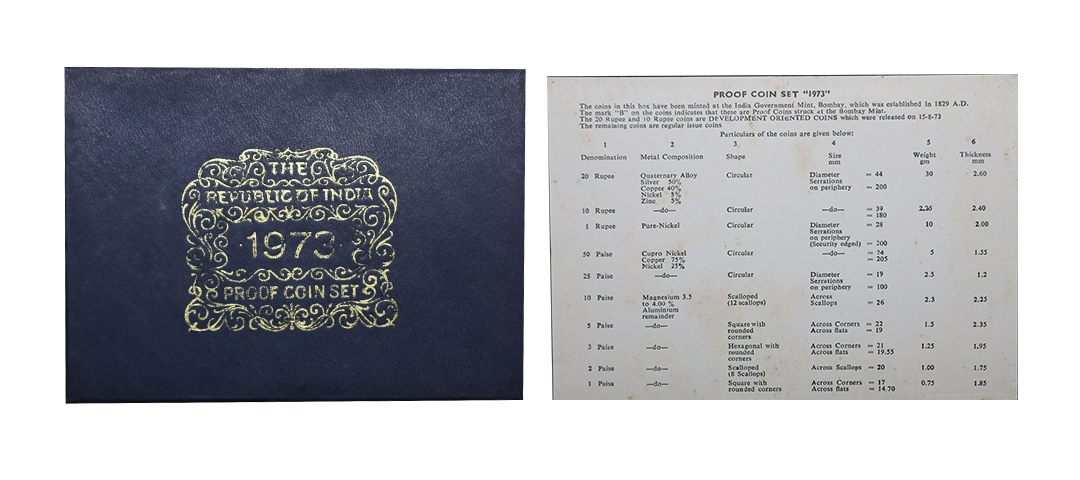 THE
REPUBLIC OF INDIA
1973
PROOF COIN SET
PROOF COIN SET "1973"
The coins in this box have been minted at the India Government Mint, Bombay, which was established in 1829 A.D.
The mark "B" on the coins indicates that these are Proof Coins struck at the Bombay Mint.
The 20 Rupee and 10 Rupee coins are DEVELOPMENT ORIENTED COINS which were released on 15-8-73
The remaining coins are regular issue coins
Particulars of the coins are given below:
1 2 3. 4 5 6
Denomination Metal Composition Shape Size Weight Thickness
mm gm mm
20 Rupee Quaternary Alloy Circular Diameter = 44 30 2.60
Silver 50% Serrations
Copper 40% on periphery = 200
Nickel 5%
Zinc 5%
10 Rupee —do— Circular —do— = 39 2.40
= 180
1 Rupee Pure-Nickel Circular Diameter = 28 10 2.00
Serrations
on periphery
(Security edged) = 200
50 Paise Cupro Nickel Circular —do— = 24 5 1.55
Copper 75% = 205
Nickel 25%
25 Paise —do— Circular Diameter = 19 2.5 1.2
Serrations
on periphery = 100
10 Paise Magnesium 3.5 Scalloped Across 2.3 2.25
to 4.00 % (12 scallops) Scallops = 26
Aluminium
remainder
5 Paise —do— Square with Across Corners = 22 1.5 2.35
rounded Across flats = 19
corners
3 Paise —do— Hexagonal with Across Corners = 21 1.25 1.95
rounded Across flats = 19.55
corners
2 Paise —do— Scalloped Across Scallops = 20 1.00 1.75
(8 Scallops)
1 Paisa —do— Square with Across Corners = 17 0.75 1.85
rounded corners Across flats = 14.70